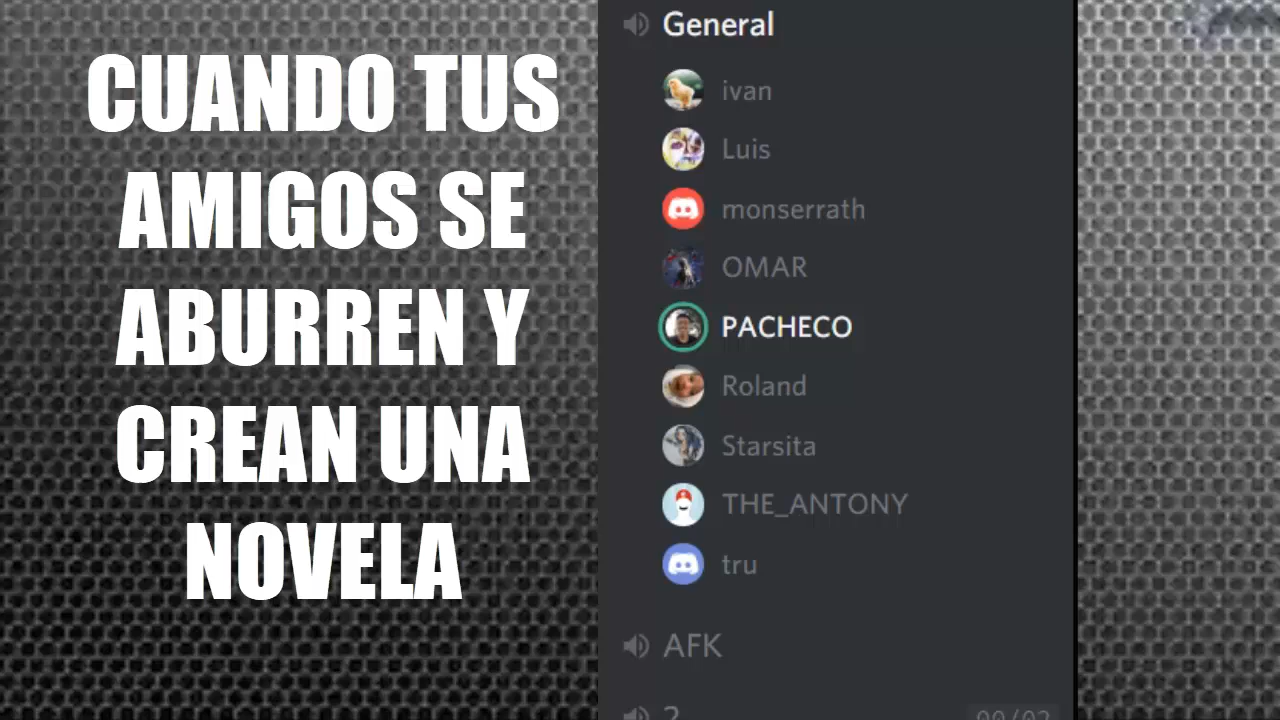 CUANDO TUS
AMIGOS SE
ABURREN Y
CREAN UNA
NOVELA
General
ivan
Luis
monserrath
OMAR
PACHECO
Roland
Starsita
THE_ANTONY
tru
AFK